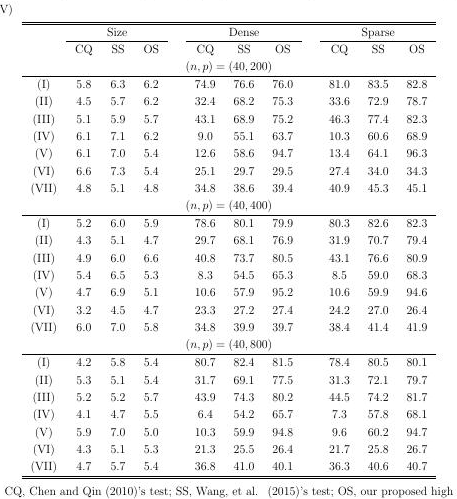 V)
Size Dense Sparse
CQ SS OS CQ SS OS CQ SS OS
(n, p) = (40, 200)
(I) 5.8 6.3 6.2 74.9 76.6 76.0 81.0 83.5 82.8
(II) 4.5 5.7 6.2 32.4 68.2 75.3 33.6 72.9 78.7
(III) 5.1 5.9 5.7 43.1 68.9 75.2 46.3 77.4 82.3
(IV) 6.1 7.1 6.2 9.0 55.1 63.7 10.3 60.6 68.9
(V) 6.1 7.0 5.4 12.6 58.6 94.7 13.4 64.1 96.3
(VI) 6.6 7.3 5.4 25.1 29.7 29.5 27.4 34.0 34.3
(VII) 4.8 5.1 4.8 34.8 38.6 39.4 40.9 45.3 45.1
(n, p) = (40, 400)
(I) 5.2 6.0 5.9 78.6 80.1 79.9 80.3 82.6 82.3
(II) 4.3 5.1 4.7 29.7 68.1 76.9 31.9 70.7 79.4
(III) 4.9 6.0 6.6 40.8 73.7 80.5 43.1 76.6 80.9
(IV) 5.4 6.5 5.3 8.3 54.5 65.3 8.5 59.0 68.3
(V) 4.7 6.9 5.1 10.6 57.9 95.2 10.6 59.9 94.6
(VI) 3.2 4.5 4.7 23.3 27.2 27.4 24.2 27.0 26.4
(VII) 6.0 7.0 5.8 34.8 39.9 39.7 38.4 41.4 41.9
(n, p) = (40, 800)
(I) 4.2 5.8 5.4 80.7 82.4 81.5 78.4 80.5 80.1
(II) 5.3 5.1 5.4 31.7 69.1 77.5 31.3 72.1 79.7
(III) 5.2 5.2 5.7 43.9 74.3 80.2 44.5 74.2 81.7
(IV) 4.1 4.7 5.5 6.4 54.2 65.7 7.3 57.8 68.1
(V) 5.9 7.0 5.0 10.3 59.9 94.8 9.6 60.2 94.7
(VI) 4.3 5.1 5.3 21.3 25.5 26.4 21.7 25.8 26.7
(VII) 4.7 5.7 5.4 36.8 41.0 40.1 36.3 40.6 40.7
CQ, Chen and Qin (2010)'s test; SS, Wang, et al. (2015)'s test; OS, our proposed high